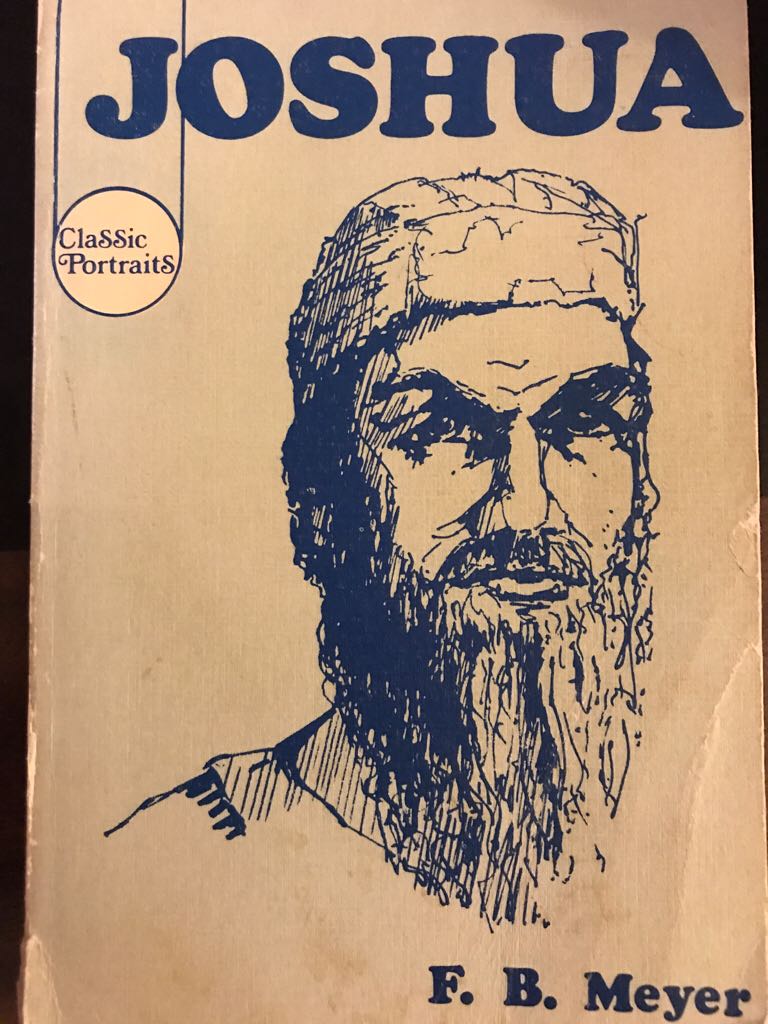 JOSHUA
ClaSSic
PortraitS
F. B. Meyer